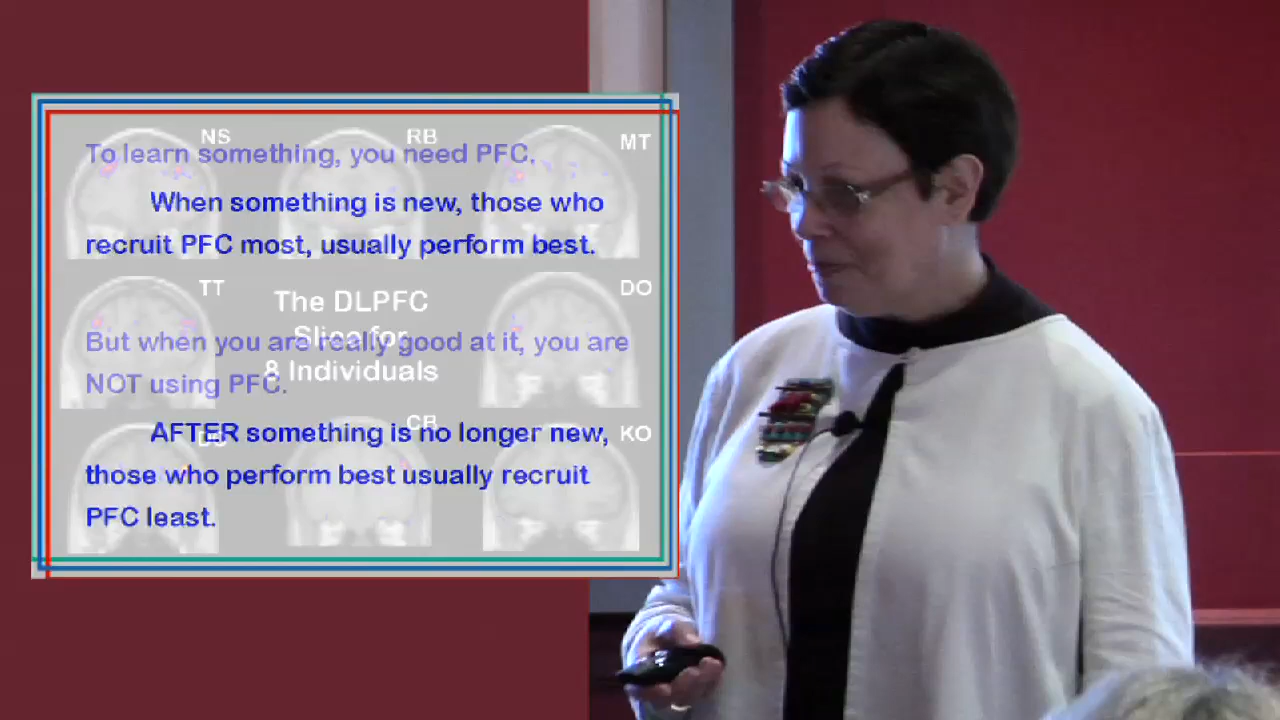 NS
RB
MT
To learn something, you need PFC.
When something is new, those who
recruit PFC most, usually perform best.
TT
DO
The DLPFC
Slice for
8 Individuals
But when you are really good at it, you are
NOT using PFC.
CR
KO
AFTER something is no longer new,
those who perform best usually recruit
PFC least.